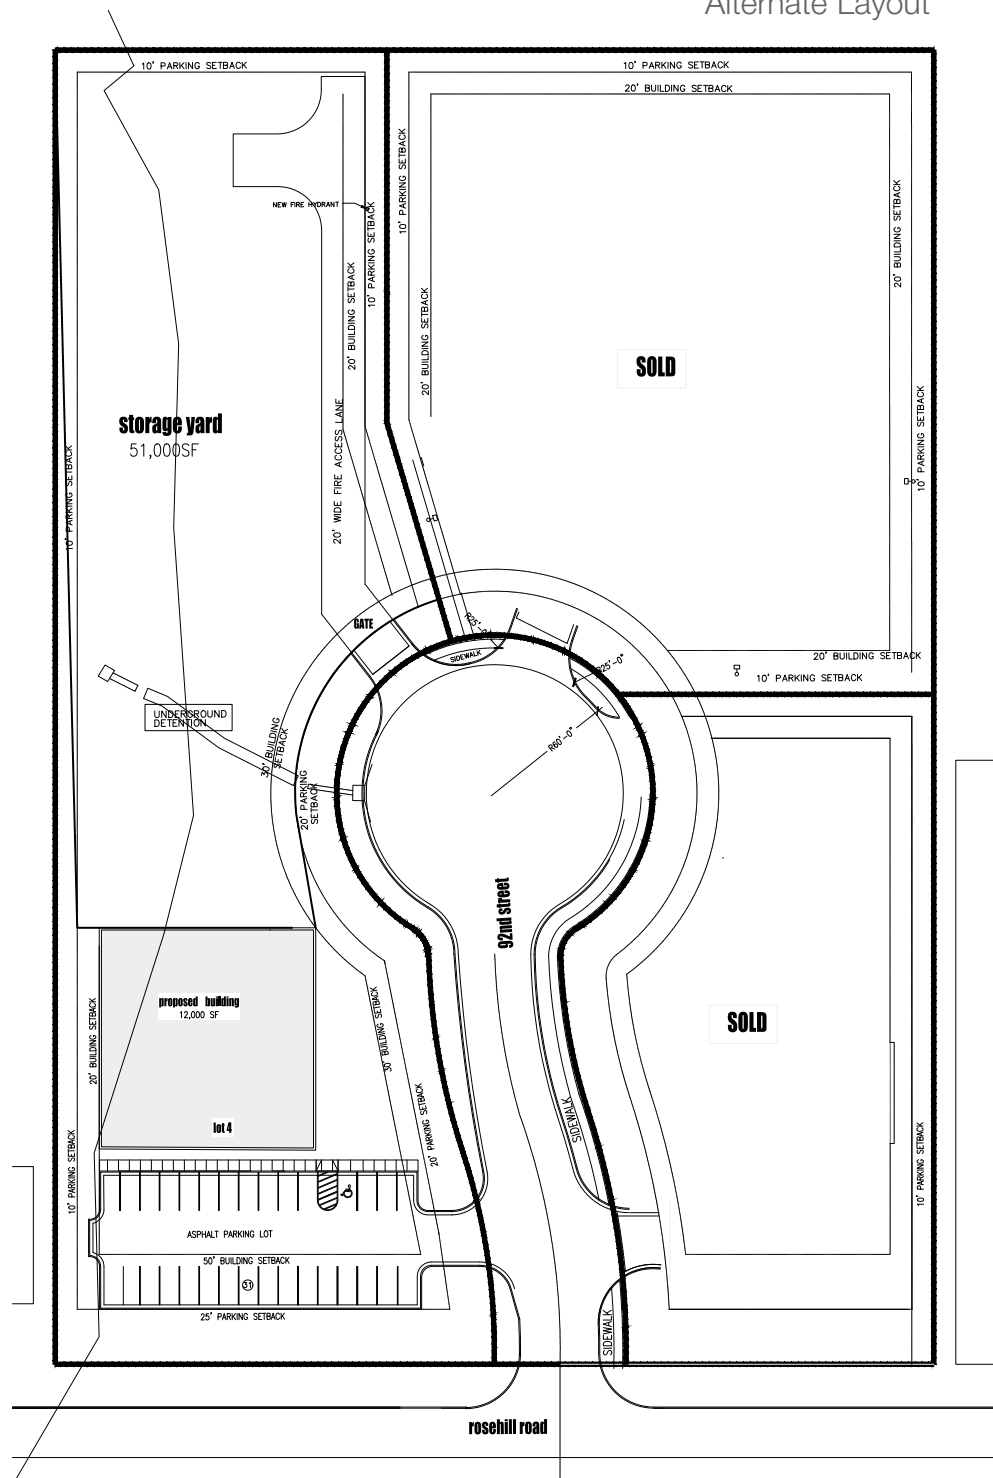 Alternate Layout
10' PARKING SETBACK
10' PARKING SETBACK
20' BUILDING SETBACK
10' PARKING SETBACK
20' BUILDING SETBACK
NEW FIRE HYDRANT
10' PARKING SETBACK
20' BUILDING SETBACK
20' BUILDING SETBACK
SOLD
storage yard
51,000SF
10' PARKING SETBACK
20' WIDE FIRE ACCESS LANE
10' PARKING SETBACK
GATE
R25'-0"
SIDEWALK
R25'-0"
20' BUILDING SETBACK
10' PARKING SETBACK
UNDERGROUND
DETENTION
30' BUILDING
SETBACK
R60'-0"
20' PARKING
SETBACK
92nd street
proposed building
12,000 SF
20' BUILDING SETBACK
30' BUILDING SETBACK
SOLD
20' PARKING SETBACK
SIDEWALK
lot 4
10' PARKING SETBACK
10' PARKING SETBACK
ASPHALT PARKING LOT
50' BUILDING SETBACK
31
25' PARKING SETBACK
SIDEWALK
rosehill road